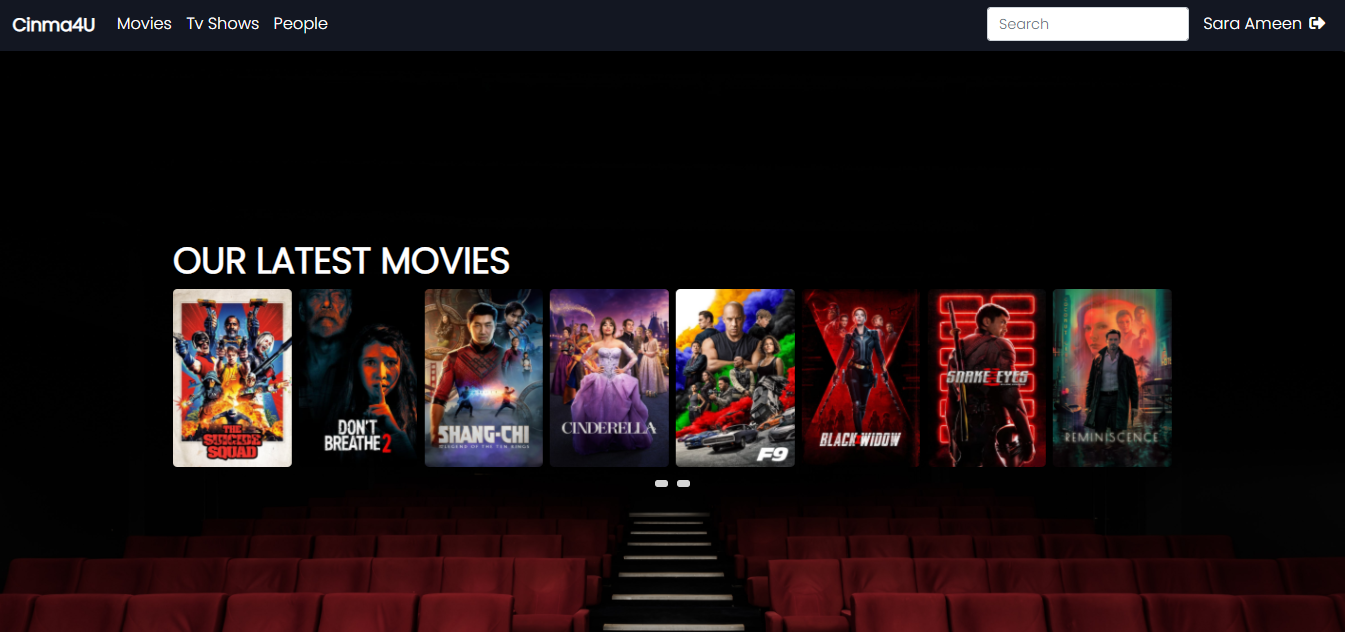 Cinma4U Movies Tv Shows People Search Sara Ameen
OUR LATEST MOVIES
THE SUICIDE SQUAD
DON'T BREATHE 2
SHANG-CHI
LEGEND OF THE TEN RINGS
CINDERELLA
F9
BLACK WIDOW
SNAKE EYES
REMINISCENCE